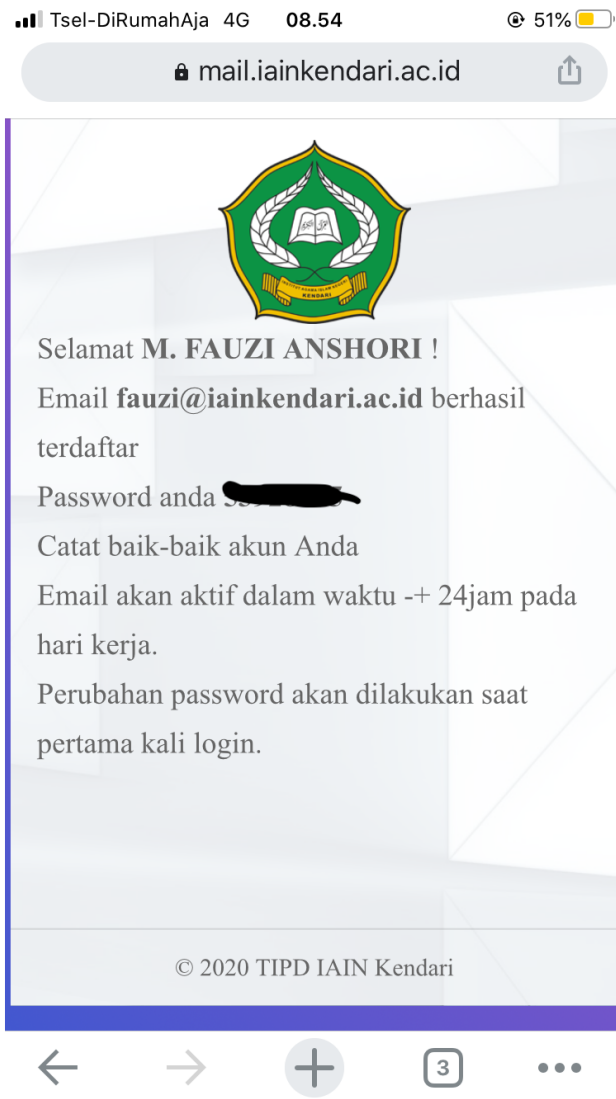 Tsel-DiRumahAja 4G 08.54 51%
mail.iainkendari.ac.id
KENDARI
Selamat M. FAUZI ANSHORI !
Email fauzi@iainkendari.ac.id berhasil
terdaftar
Password anda
Catat baik-baik akun Anda
Email akan aktif dalam waktu -+ 24jam pada
hari kerja.
Perubahan password akan dilakukan saat
pertama kali login.
© 2020 TIPD IAIN Kendari
3